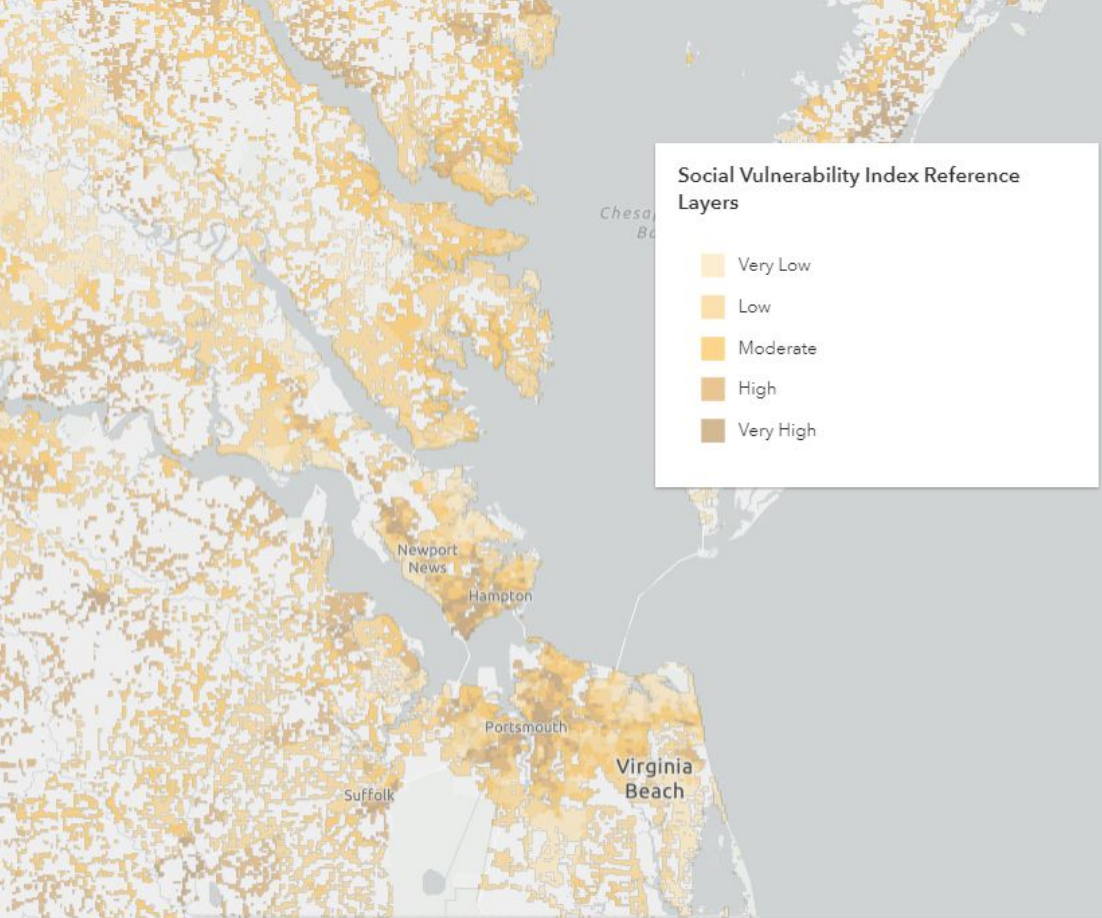 Social Vulnerability Index Reference
Layers
Very Low
Low
Moderate
High
Very High
Newport
News
Hampton
Portsmouth
Virginia
Beach
Suffolk